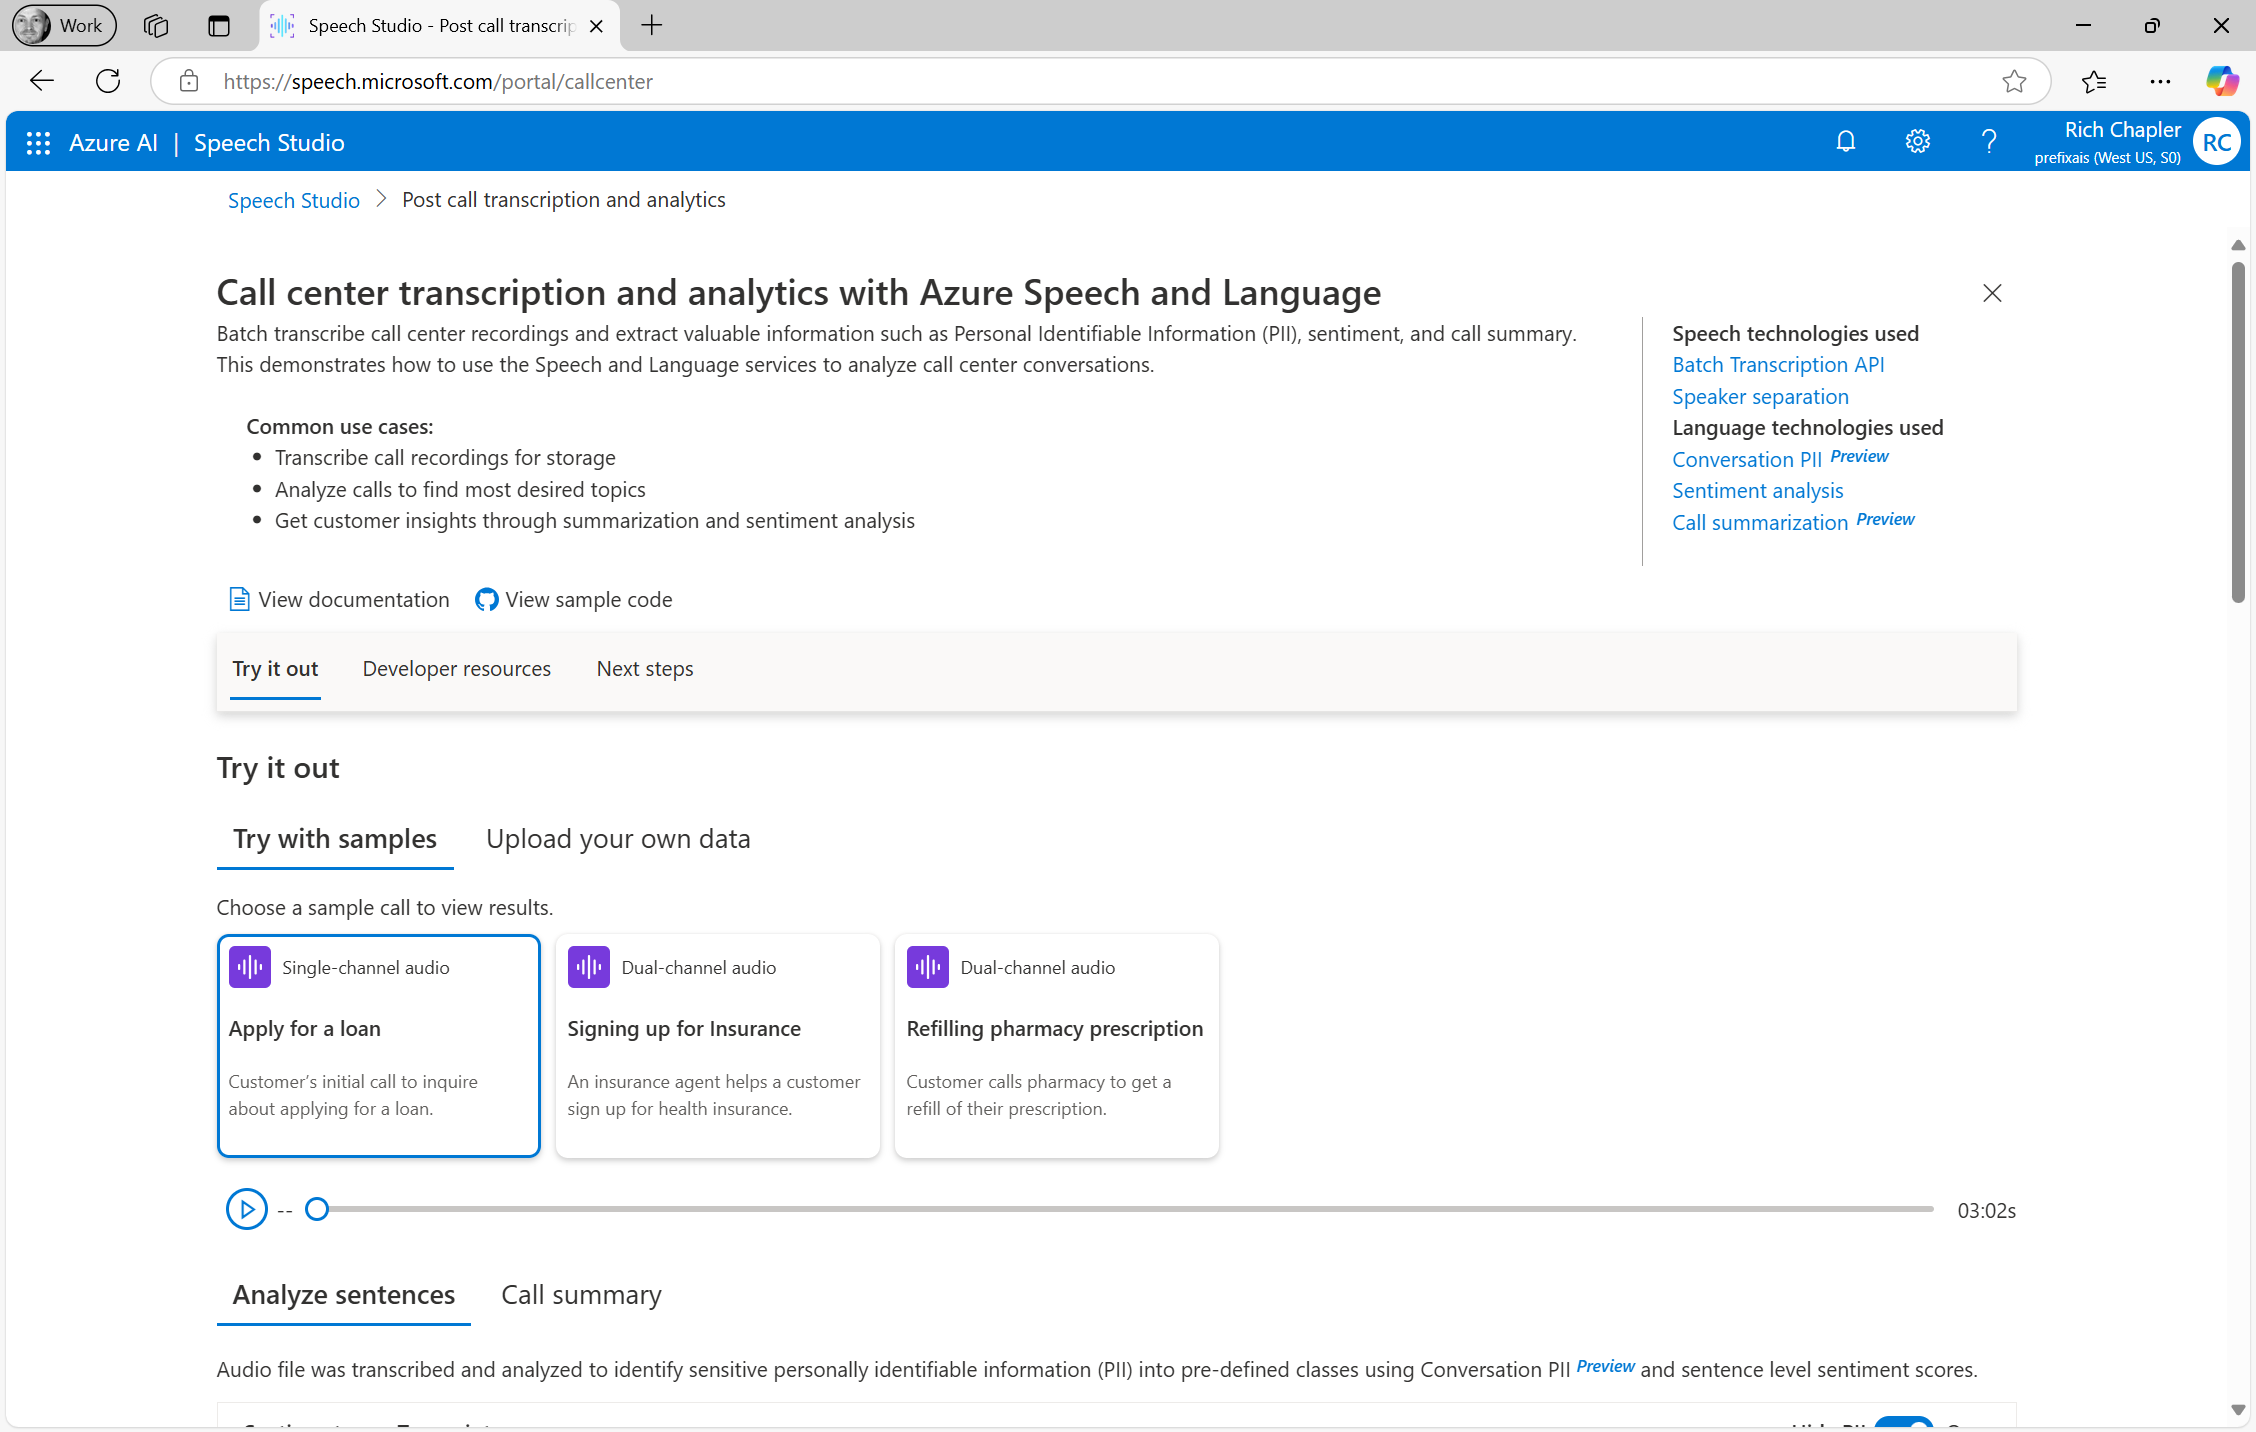 Work
Speech Studio - Post call transcrip
https://speech.microsoft.com/portal/callcenter
Azure AI | Speech Studio
Rich Chapler
prefixais (West US, S0)
RC
Speech Studio > Post call transcription and analytics
Call center transcription and analytics with Azure Speech and Language
Batch transcribe call center recordings and extract valuable information such as Personal Identifiable Information (PII), sentiment, and call summary.
This demonstrates how to use the Speech and Language services to analyze call center conversations.
Common use cases:
• Transcribe call recordings for storage
• Analyze calls to find most desired topics
• Get customer insights through summarization and sentiment analysis
Speech technologies used
Batch Transcription API
Speaker separation
Language technologies used
Conversation PII Preview
Sentiment analysis
Call summarization Preview
View documentation View sample code
Try it out Developer resources Next steps
Try it out
Try with samples Upload your own data
Choose a sample call to view results.
Single-channel audio
Apply for a loan
Customer's initial call to inquire
about applying for a loan.
Dual-channel audio
Signing up for Insurance
An insurance agent helps a customer
sign up for health insurance.
Dual-channel audio
Refilling pharmacy prescription
Customer calls pharmacy to get a
refill of their prescription.
-- 03:02s
Analyze sentences Call summary
Audio file was transcribed and analyzed to identify sensitive personally identifiable information (PII) into pre-defined classes using Conversation PII Preview and sentence level sentiment scores.